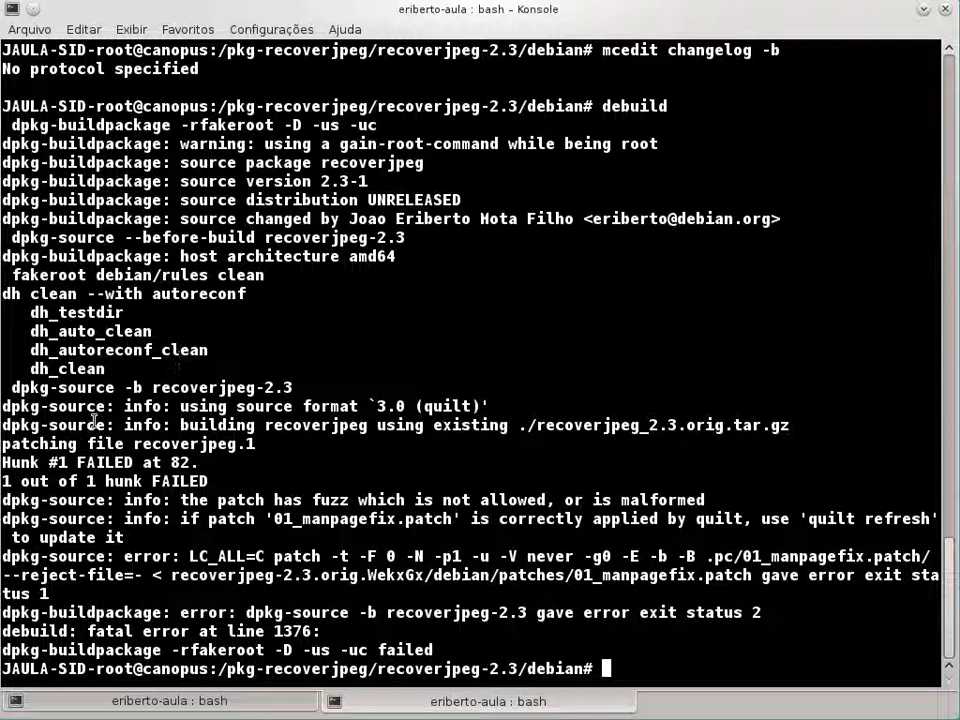 eriberto-aula : bash – Konsole
Arquivo Editar Exibir Favoritos Configurações Ajuda
JAULA-SID-root@canopus:/pkg-recoverjpeg/recoverjpeg-2.3/debian# mcedit changelog -b
No protocol specified
JAULA-SID-root@canopus:/pkg-recoverjpeg/recoverjpeg-2.3/debian# debuild
dpkg-buildpackage -rfakeroot -D -us -uc
dpkg-buildpackage: warning: using a gain-root-command while being root
dpkg-buildpackage: source package recoverjpeg
dpkg-buildpackage: source version 2.3-1
dpkg-buildpackage: source distribution UNRELEASED
dpkg-buildpackage: source changed by Joao Eriberto Mota Filho <eriberto@debian.org>
dpkg-source --before-build recoverjpeg-2.3
dpkg-buildpackage: host architecture amd64
fakeroot debian/rules clean
dh clean --with autoreconf
dh_testdir
dh_auto_clean
dh_autoreconf_clean
dh_clean
dpkg-source -b recoverjpeg-2.3
dpkg-source: info: using source format `3.0 (quilt)'
dpkg-source: info: building recoverjpeg using existing ./recoverjpeg_2.3.orig.tar.gz
patching file recoverjpeg.1
Hunk #1 FAILED at 82.
1 out of 1 hunk FAILED
dpkg-source: info: the patch has fuzz which is not allowed, or is malformed
dpkg-source: info: if patch '01_manpagefix.patch' is correctly applied by quilt, use 'quilt refresh'
to update it
dpkg-source: error: LC_ALL=C patch -t -F 0 -N -p1 -u -V never -g0 -E -b -B .pc/01_manpagefix.patch/
--reject-file=- < recoverjpeg-2.3.orig.WekxGx/debian/patches/01_manpagefix.patch gave error exit sta
tus 1
dpkg-buildpackage: error: dpkg-source -b recoverjpeg-2.3 gave error exit status 2
debuild: fatal error at line 1376:
dpkg-buildpackage -rfakeroot -D -us -uc failed
JAULA-SID-root@canopus:/pkg-recoverjpeg/recoverjpeg-2.3/debian#
eriberto-aula : bash eriberto-aula : bash